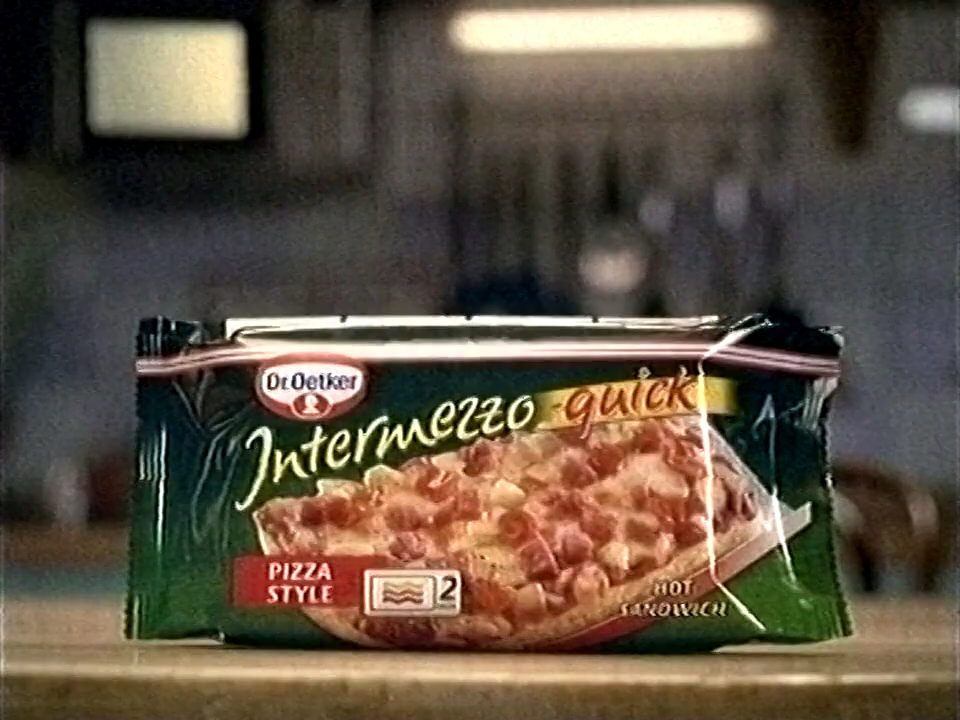 Dr.Oetker
Intermezzo quick
PIZZA
STYLE
2
HOT
SANDWICH